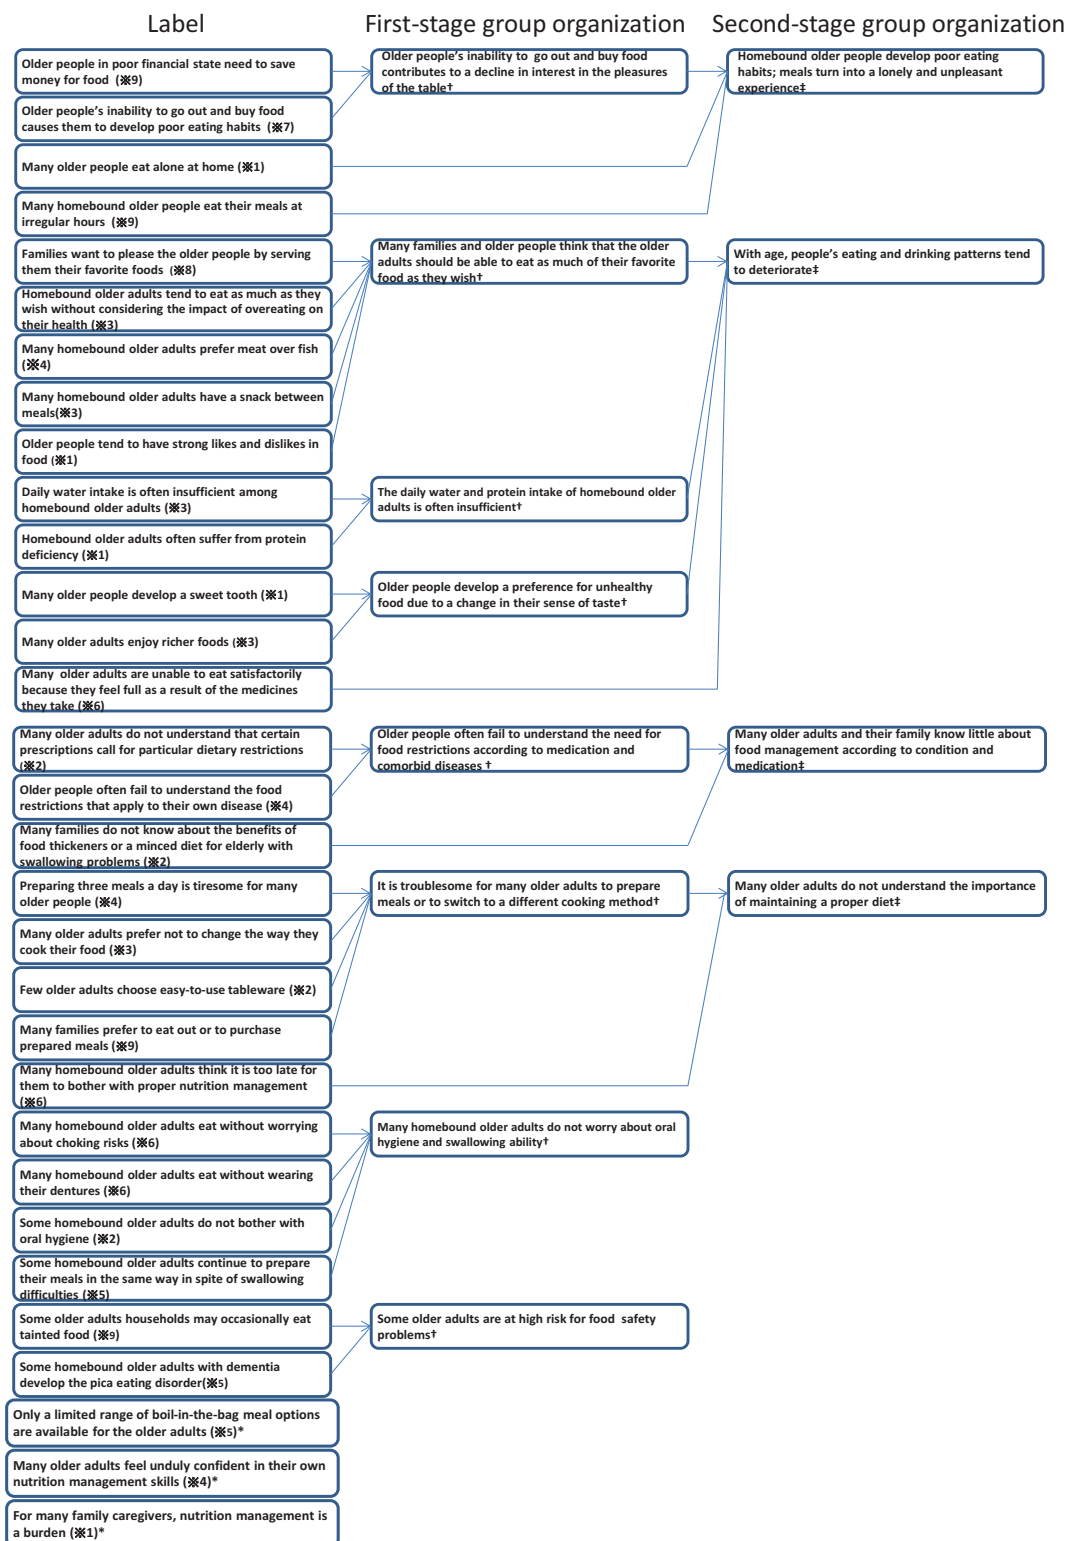 Label
First-stage group organization
Second-stage group organization
Older people in poor financial state need to save
money for food (※9)
Older people's inability to go out and buy food
contributes to a decline in interest in the pleasures
of the table†
Homebound older people develop poor eating
habits; meals turn into a lonely and unpleasant
experience‡
Older people's inability to go out and buy food
causes them to develop poor eating habits (※7)
Many older people eat alone at home (※1)
Many homebound older people eat their meals at
irregular hours (※9)
Families want to please the older people by serving
them their favorite foods (※8)
Many families and older people think that the older
adults should be able to eat as much of their favorite
food as they wish†
With age, people's eating and drinking patterns tend
to deteriorate‡
Homebound older adults tend to eat as much as they
wish without considering the impact of overeating on
their health (※3)
Many homebound older adults prefer meat over fish
(※4)
Many homebound older adults have a snack between
meals(※3)
Older people tend to have strong likes and dislikes in
food (※1)
Daily water intake is often insufficient among
homebound older adults (※3)
The daily water and protein intake of homebound older
adults is often insufficient†
Homebound older adults often suffer from protein
deficiency (※1)
Many older people develop a sweet tooth (※1)
Older people develop a preference for unhealthy
food due to a change in their sense of taste†
Many older adults enjoy richer foods (※3)
Many older adults are unable to eat satisfactorily
because they feel full as a result of the medicines
they take (※6)
Many older adults do not understand that certain
prescriptions call for particular dietary restrictions
(※2)
Older people often fail to understand the need for
food restrictions according to medication and
comorbid diseases †
Many older adults and their family know little about
food management according to condition and
medication‡
Older people often fail to understand the food
restrictions that apply to their own disease (※4)
Many families do not know about the benefits of
food thickeners or a minced diet for elderly with
swallowing problems (※2)
Preparing three meals a day is tiresome for many
older people (※4)
It is troublesome for many older adults to prepare
meals or to switch to a different cooking method†
Many older adults do not understand the importance
of maintaining a proper diet‡
Many older adults prefer not to change the way they
cook their food (※3)
Few older adults choose easy-to-use tableware (※2)
Many families prefer to eat out or to purchase
prepared meals (※9)
Many homebound older adults think it is too late for
them to bother with proper nutrition management
(※6)
Many homebound older adults eat without worrying
about choking risks (※6)
Many homebound older adults do not worry about oral
hygiene and swallowing ability†
Many homebound older adults eat without wearing
their dentures (※6)
Some homebound older adults do not bother with
oral hygiene (※2)
Some homebound older adults continue to prepare
their meals in the same way in spite of swallowing
difficulties (※5)
Some older adults households may occasionally eat
tainted food (※9)
Some older adults are at high risk for food safety
problems†
Some homebound older adults with dementia
develop the pica eating disorder(※5)
Only a limited range of boil-in-the-bag meal options
are available for the older adults (※5)*
Many older adults feel unduly confident in their own
nutrition management skills (※4)*
For many family caregivers, nutrition management is
a burden (※1)*